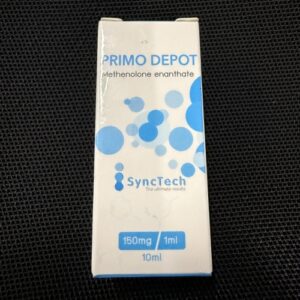 PRIMO DEPOT
Methenolone enanthate
SyncTech
The ultimate results
150mg / 1ml
10ml